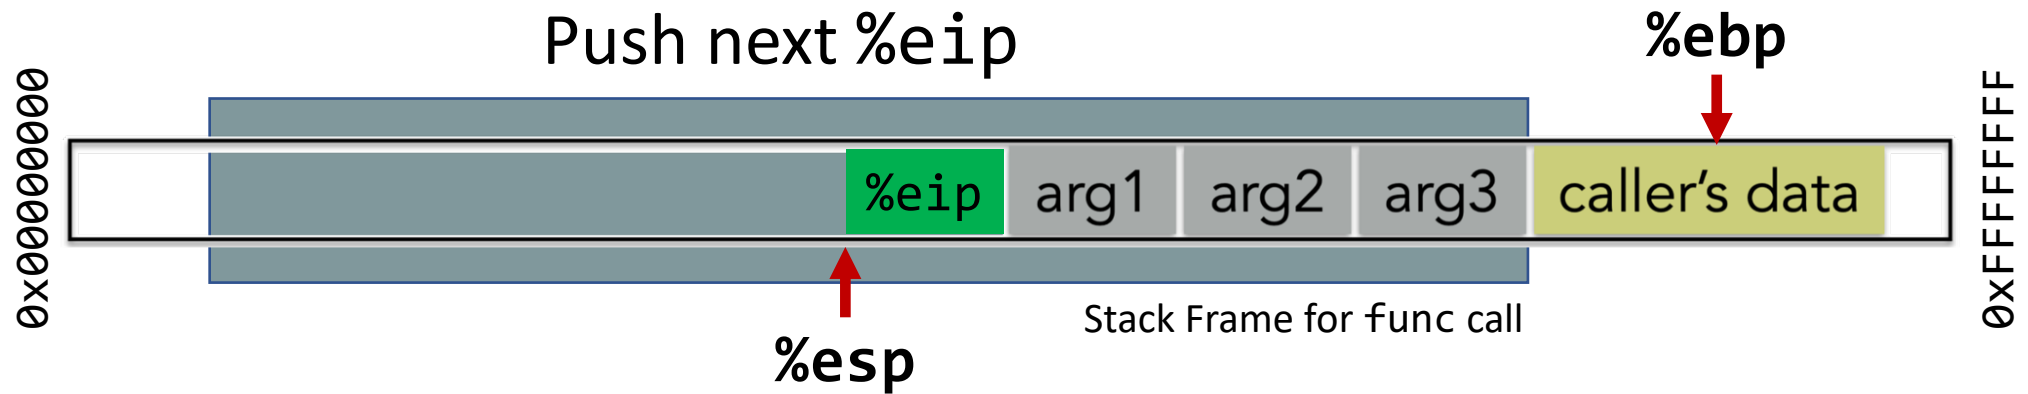 Push next %eip
%ebp
0x00000000
%eip arg1 arg2 arg3 caller's data
0xFFFFFFFF
Stack Frame for func call
%esp